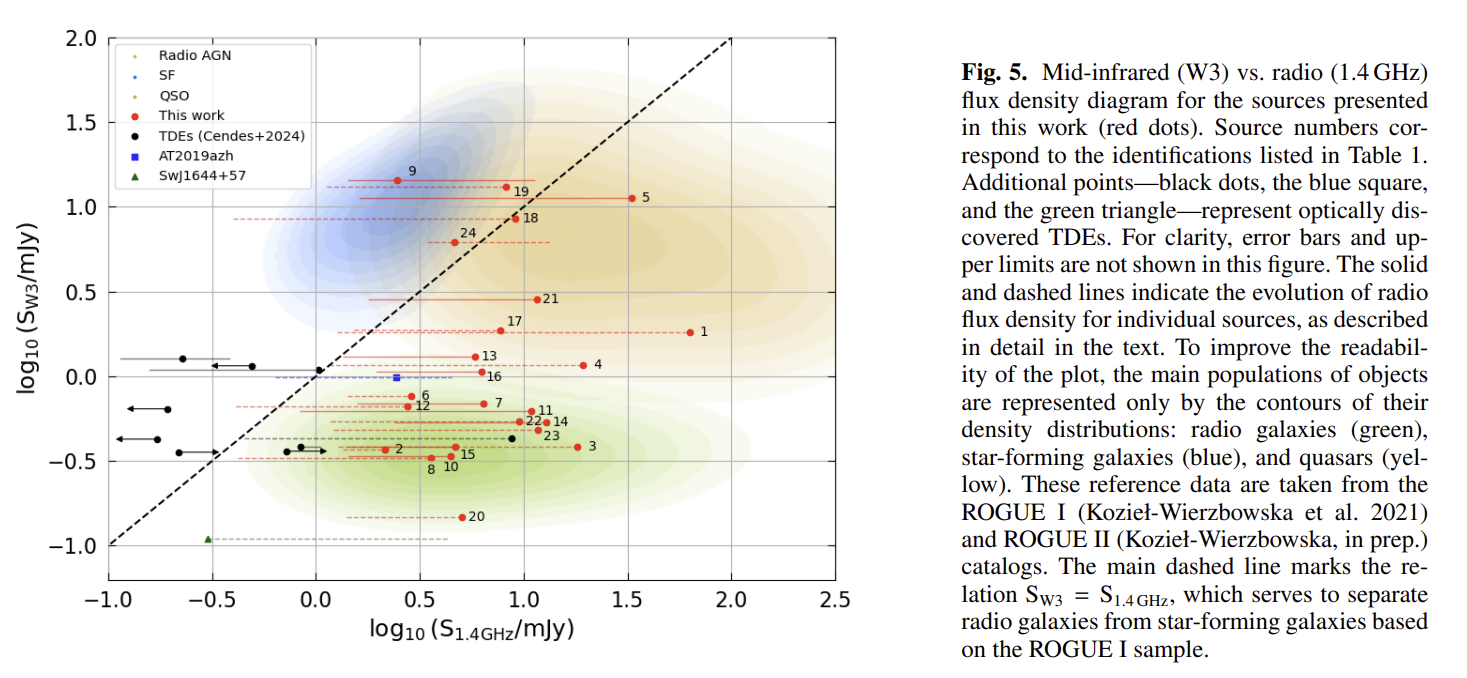 2.0
1.5
1.0
0.5
0.0
−0.5
−1.0
log₁₀ (S_W3/mJy)
Radio AGN
SF
QSO
This work
TDEs (Cendes+2024)
AT2019azh
SwJ1644+57
9
19
5
18
24
21
17
1
13
4
16
6
12
7
11
22
14
23
2
15
3
8
10
20
−1.0
−0.5
0.0
0.5
1.0
1.5
2.0
2.5
log₁₀ (S_1.4GHz/mJy)
Fig. 5. Mid-infrared (W3) vs. radio (1.4 GHz)
flux density diagram for the sources presented
in this work (red dots). Source numbers cor-
respond to the identifications listed in Table 1.
Additional points—black dots, the blue square,
and the green triangle—represent optically dis-
covered TDEs. For clarity, error bars and up-
per limits are not shown in this figure. The solid
and dashed lines indicate the evolution of radio
flux density for individual sources, as described
in detail in the text. To improve the readabil-
ity of the plot, the main populations of objects
are represented only by the contours of their
density distributions: radio galaxies (green),
star-forming galaxies (blue), and quasars (yel-
low). These reference data are taken from the
ROGUE I (Kozieł-Wierzbowska et al. 2021)
and ROGUE II (Kozieł-Wierzbowska, in prep.)
catalogs. The main dashed line marks the re-
lation S_W3 = S_1.4 GHz, which serves to separate
radio galaxies from star-forming galaxies based
on the ROGUE I sample.